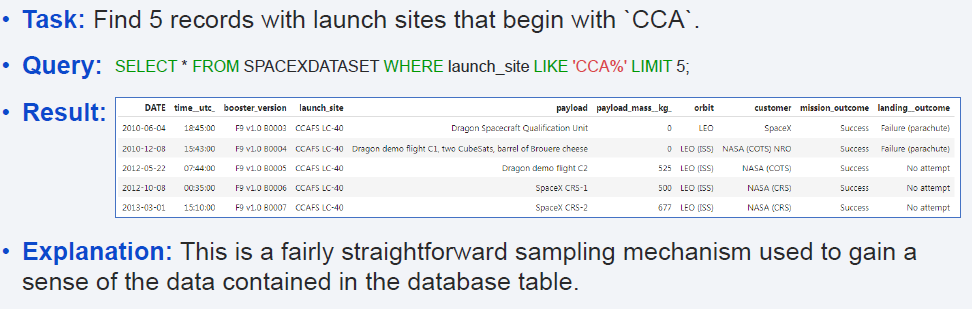 • Task: Find 5 records with launch sites that begin with `CCA`.
• Query: SELECT * FROM SPACEXDATASET WHERE launch_site LIKE 'CCA%' LIMIT 5;
• Result:
DATE time__utc_ booster_version launch_site payload payload_mass__kg_ orbit customer mission_outcome landing__outcome
2010-06-04 18:45:00 F9 v1.0 B0003 CCAFS LC-40 Dragon Spacecraft Qualification Unit 0 LEO SpaceX Success Failure (parachute)
2010-12-08 15:43:00 F9 v1.0 B0004 CCAFS LC-40 Dragon demo flight C1, two CubeSats, barrel of Brouere cheese 0 LEO (ISS) NASA (COTS) NRO Success Failure (parachute)
2012-05-22 07:44:00 F9 v1.0 B0005 CCAFS LC-40 Dragon demo flight C2 525 LEO (ISS) NASA (COTS) Success No attempt
2012-10-08 00:35:00 F9 v1.0 B0006 CCAFS LC-40 SpaceX CRS-1 500 LEO (ISS) NASA (CRS) Success No attempt
2013-03-01 15:10:00 F9 v1.0 B0007 CCAFS LC-40 SpaceX CRS-2 677 LEO (ISS) NASA (CRS) Success No attempt
• Explanation: This is a fairly straightforward sampling mechanism used to gain a
sense of the data contained in the database table.